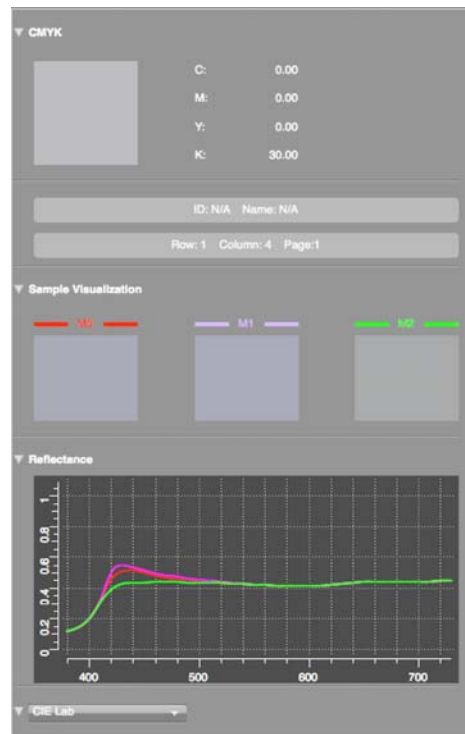 CMYK
C: 0.00
M: 0.00
Y: 0.00
K: 30.00
ID: N/A Name: N/A
Row: 1 Column: 4 Page:1
Sample Visualization
M0 M1 M2
Reflectance
1
0.8
0.6
0.4
0.2
0
400 500 600 700
CIE Lab